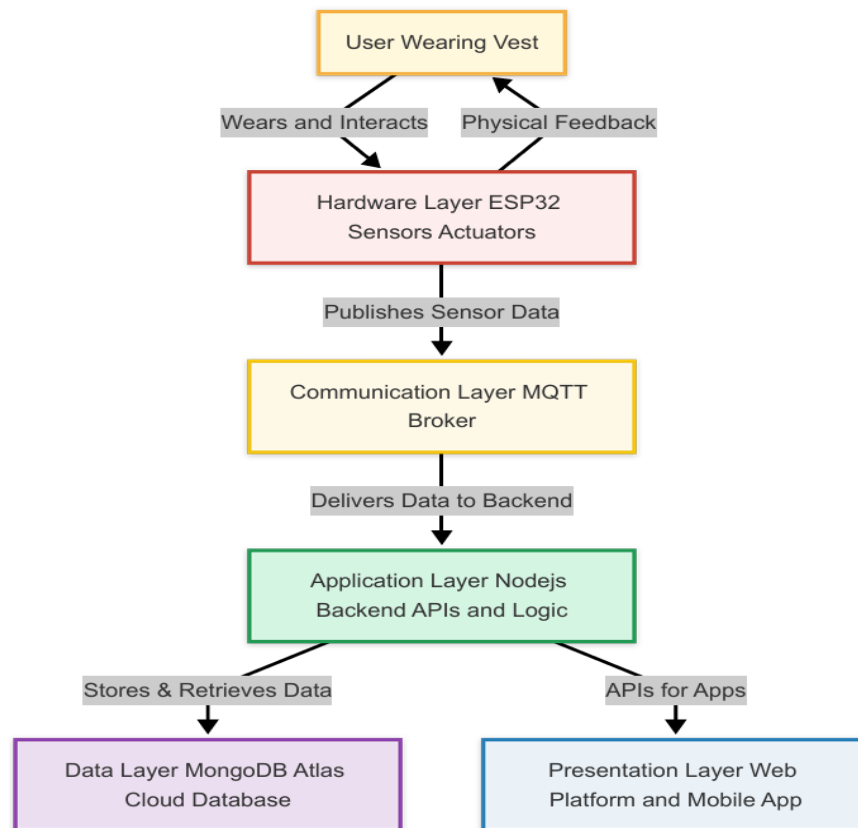 User Wearing Vest
Wears and Interacts
Physical Feedback
Hardware Layer ESP32
Sensors Actuators
Publishes Sensor Data
Communication Layer MQTT
Broker
Delivers Data to Backend
Application Layer Nodejs
Backend APIs and Logic
Stores & Retrieves Data
APIs for Apps
Data Layer MongoDB Atlas
Cloud Database
Presentation Layer Web
Platform and Mobile App